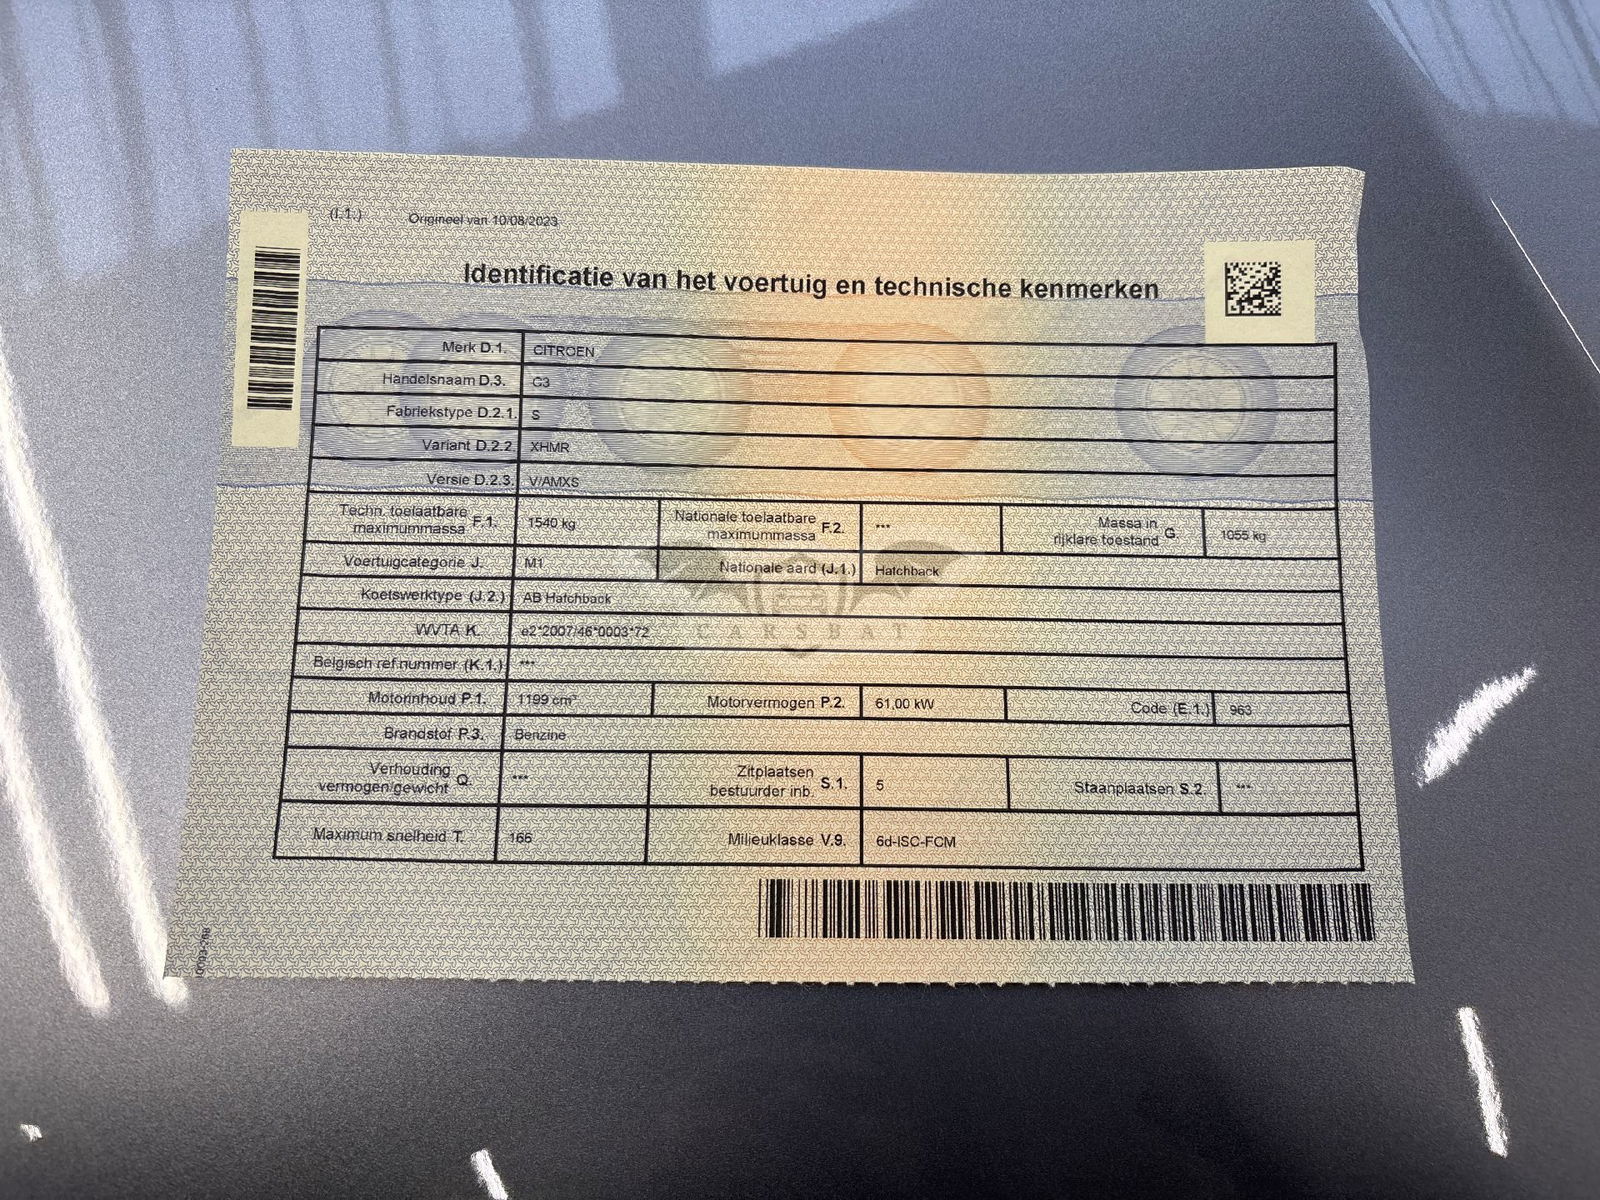 (I.1.) Origineel van 10/08/2023
Identificatie van het voertuig en technische kenmerken
Merk D.1. CITROEN
Handelsnaam D.3. C3
Fabriekstype D.2.1. S
Variant D.2.2. XHMR
Versie D.2.3. V/AMXS
Techn. toelaatbare maximummassa F.1. 1540 kg Nationale toelaatbare maximummassa F.2. *** Massa in rijklare toestand G. 1055 kg
Voertuigcategorie J. M1 Nationale aard (J.1.) Hatchback
Koetswerktype (J.2.) AB Hatchback
WVTA K. e2*2007/46*0003*72
CARSBAT
Belgisch ref.nummer (K.1.) ***
Motorinhoud P.1. 1199 cm³ Motorvermogen P.2. 61,00 kW Code (E.1.) 963
Brandstof P.3. Benzine
Verhouding vermogen/gewicht Q. *** Zitplaatsen bestuurder inb. S.1. 5 Staanplaatsen S.2. ***
Maximum snelheid T. 166 Milieuklasse V.9. 6d-ISC-FCM